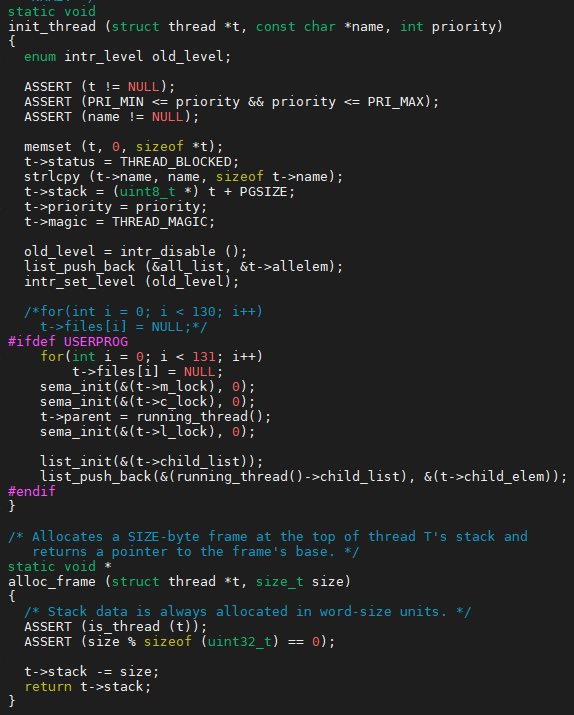 static void
init_thread (struct thread *t, const char *name, int priority)
{
  enum intr_level old_level;

  ASSERT (t != NULL);
  ASSERT (PRI_MIN <= priority && priority <= PRI_MAX);
  ASSERT (name != NULL);

  memset (t, 0, sizeof *t);
  t->status = THREAD_BLOCKED;
  strlcpy (t->name, name, sizeof t->name);
  t->stack = (uint8_t *) t + PGSIZE;
  t->priority = priority;
  t->magic = THREAD_MAGIC;

  old_level = intr_disable ();
  list_push_back (&all_list, &t->allelem);
  intr_set_level (old_level);

  /*for(int i = 0; i < 130; i++)
    t->files[i] = NULL;*/
#ifdef USERPROG
    for(int i = 0; i < 131; i++)
        t->files[i] = NULL;
    sema_init(&(t->m_lock), 0);
    sema_init(&(t->c_lock), 0);
    t->parent = running_thread();
    sema_init(&(t->l_lock), 0);

    list_init(&(t->child_list));
    list_push_back(&(running_thread()->child_list), &(t->child_elem));
#endif
}

/* Allocates a SIZE-byte frame at the top of thread T's stack and
   returns a pointer to the frame's base. */
static void *
alloc_frame (struct thread *t, size_t size)
{
  /* Stack data is always allocated in word-size units. */
  ASSERT (is_thread (t));
  ASSERT (size % sizeof (uint32_t) == 0);

  t->stack -= size;
  return t->stack;
}